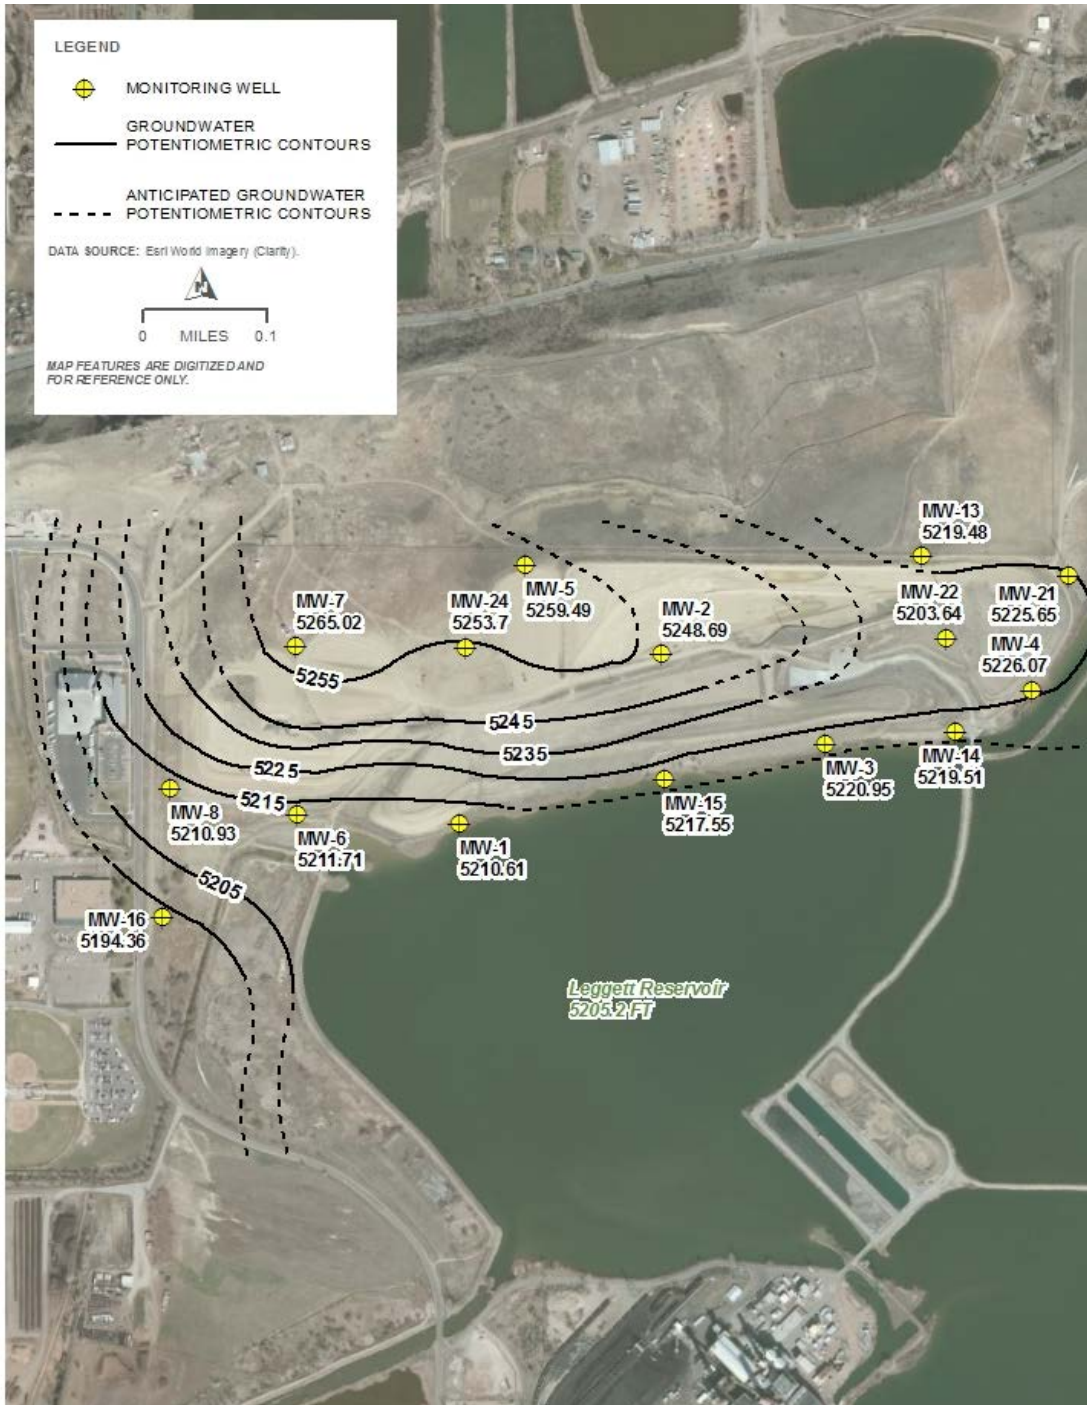 LEGEND
MONITORING WELL
GROUNDWATER
POTENTIOMETRIC CONTOURS
ANTICIPATED GROUNDWATER
POTENTIOMETRIC CONTOURS
DATA SOURCE: Esri World Imagery (Clarity).
N
0 MILES 0.1
MAP FEATURES ARE DIGITIZED AND
FOR REFERENCE ONLY.
MW-13
5219.48
MW-5
5259.49
MW-7
5265.02
MW-24
5253.7
MW-2
5248.69
MW-22
5203.64
MW-21
5225.65
MW-4
5226.07
5255
5245
5235
5225
5215
5205
MW-14
5219.51
MW-3
5220.95
MW-15
5217.55
MW-8
5210.93
MW-6
5211.71
MW-1
5210.61
MW-16
5194.36
Leggett Reservoir
5205.2 FT